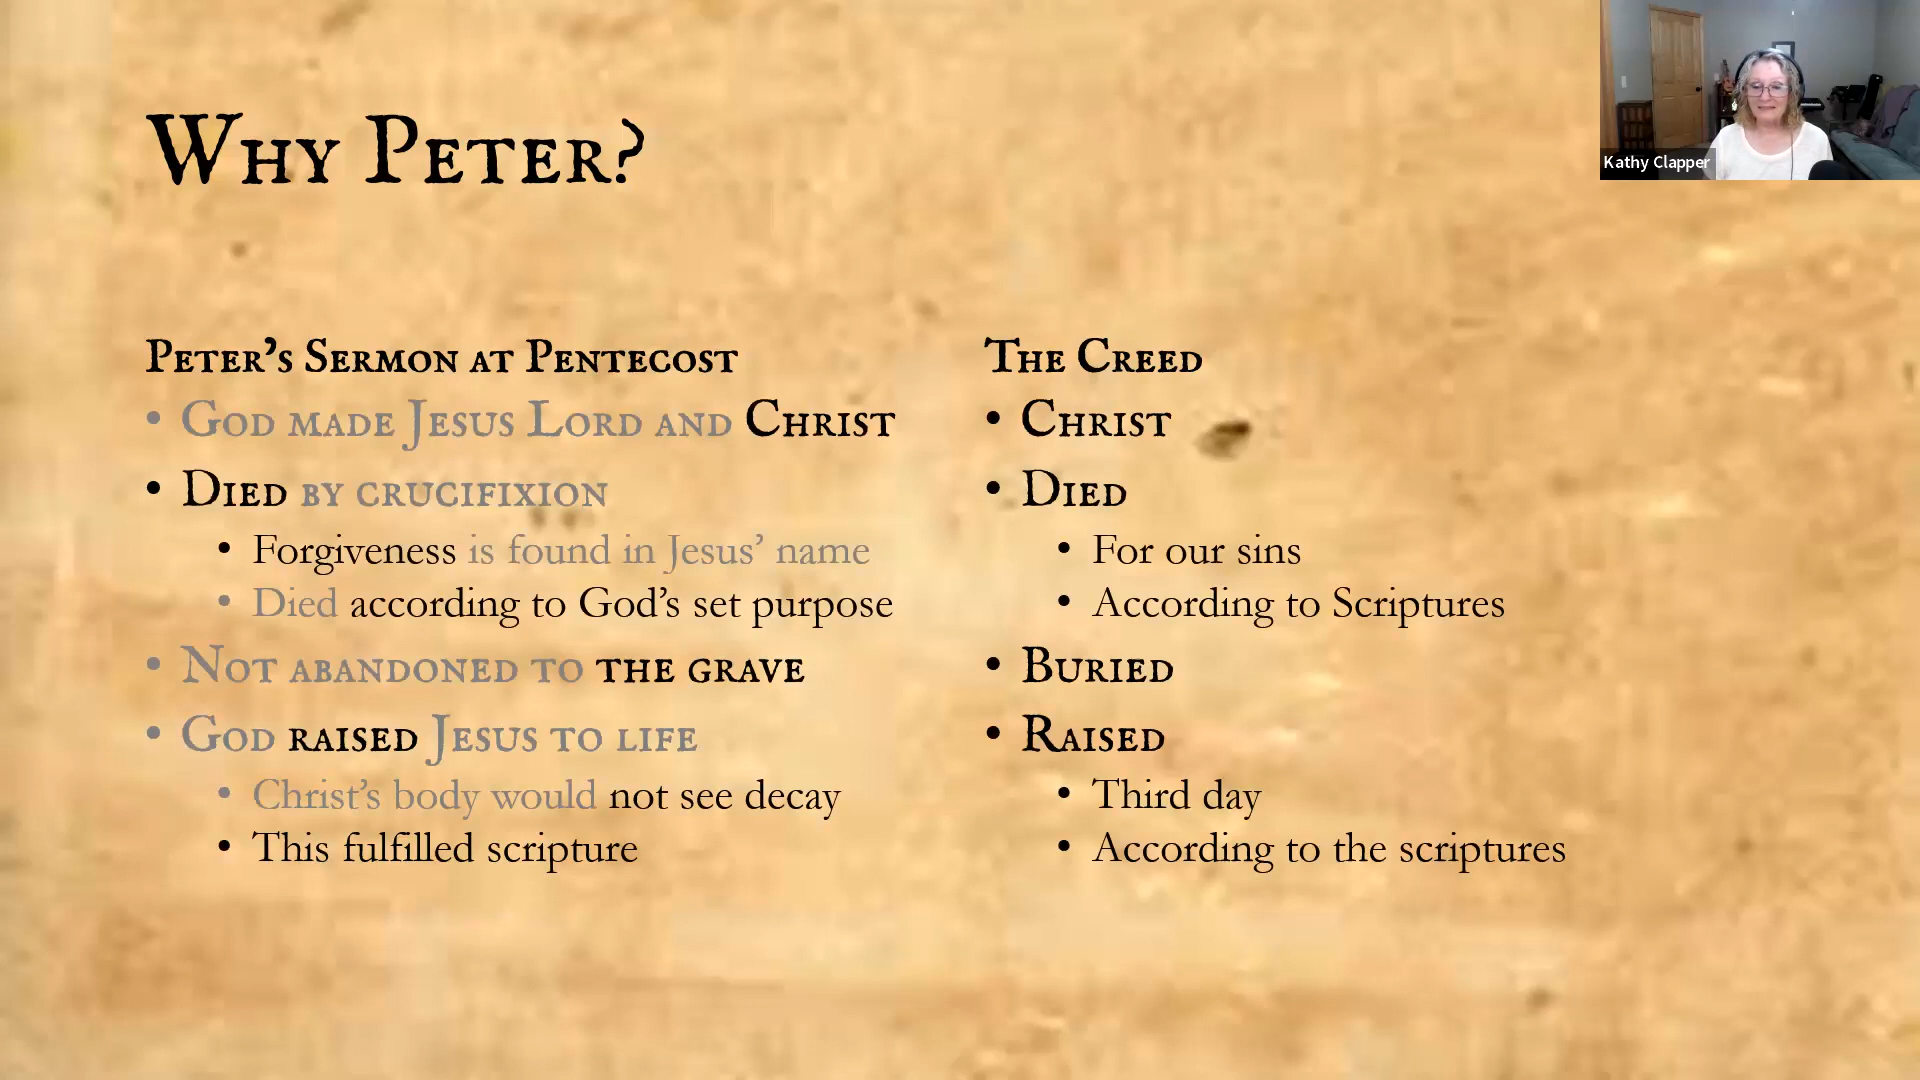 Why Peter?
Kathy Clapper
Peter’s Sermon at Pentecost
• God made Jesus Lord and Christ
• Died by crucifixion
• Forgiveness is found in Jesus’ name
• Died according to God’s set purpose
• Not abandoned to the grave
• God raised Jesus to life
• Christ’s body would not see decay
• This fulfilled scripture
The Creed
• Christ
• Died
• For our sins
• According to Scriptures
• Buried
• Raised
• Third day
• According to the scriptures